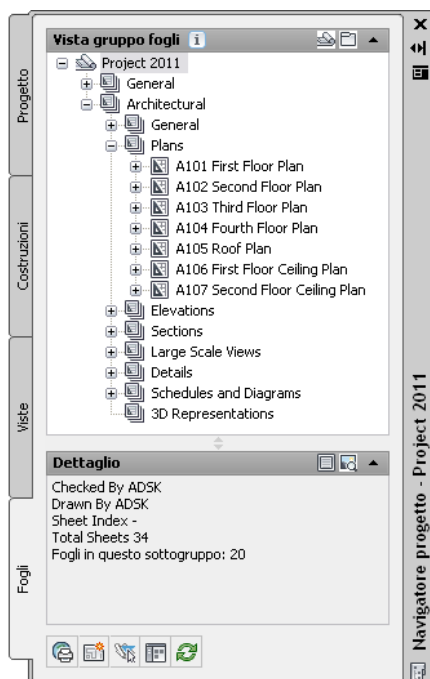 Vista gruppo fogli
Project 2011
General
Architectural
General
Plans
A101 First Floor Plan
A102 Second Floor Plan
A103 Third Floor Plan
A104 Fourth Floor Plan
A105 Roof Plan
A106 First Floor Ceiling Plan
A107 Second Floor Ceiling Plan
Elevations
Sections
Large Scale Views
Details
Schedules and Diagrams
3D Representations
Dettaglio
Checked By ADSK
Drawn By ADSK
Sheet Index -
Total Sheets 34
Fogli in questo sottogruppo: 20
Progetto
Costruzioni
Viste
Fogli
Navigatore progetto - Project 2011